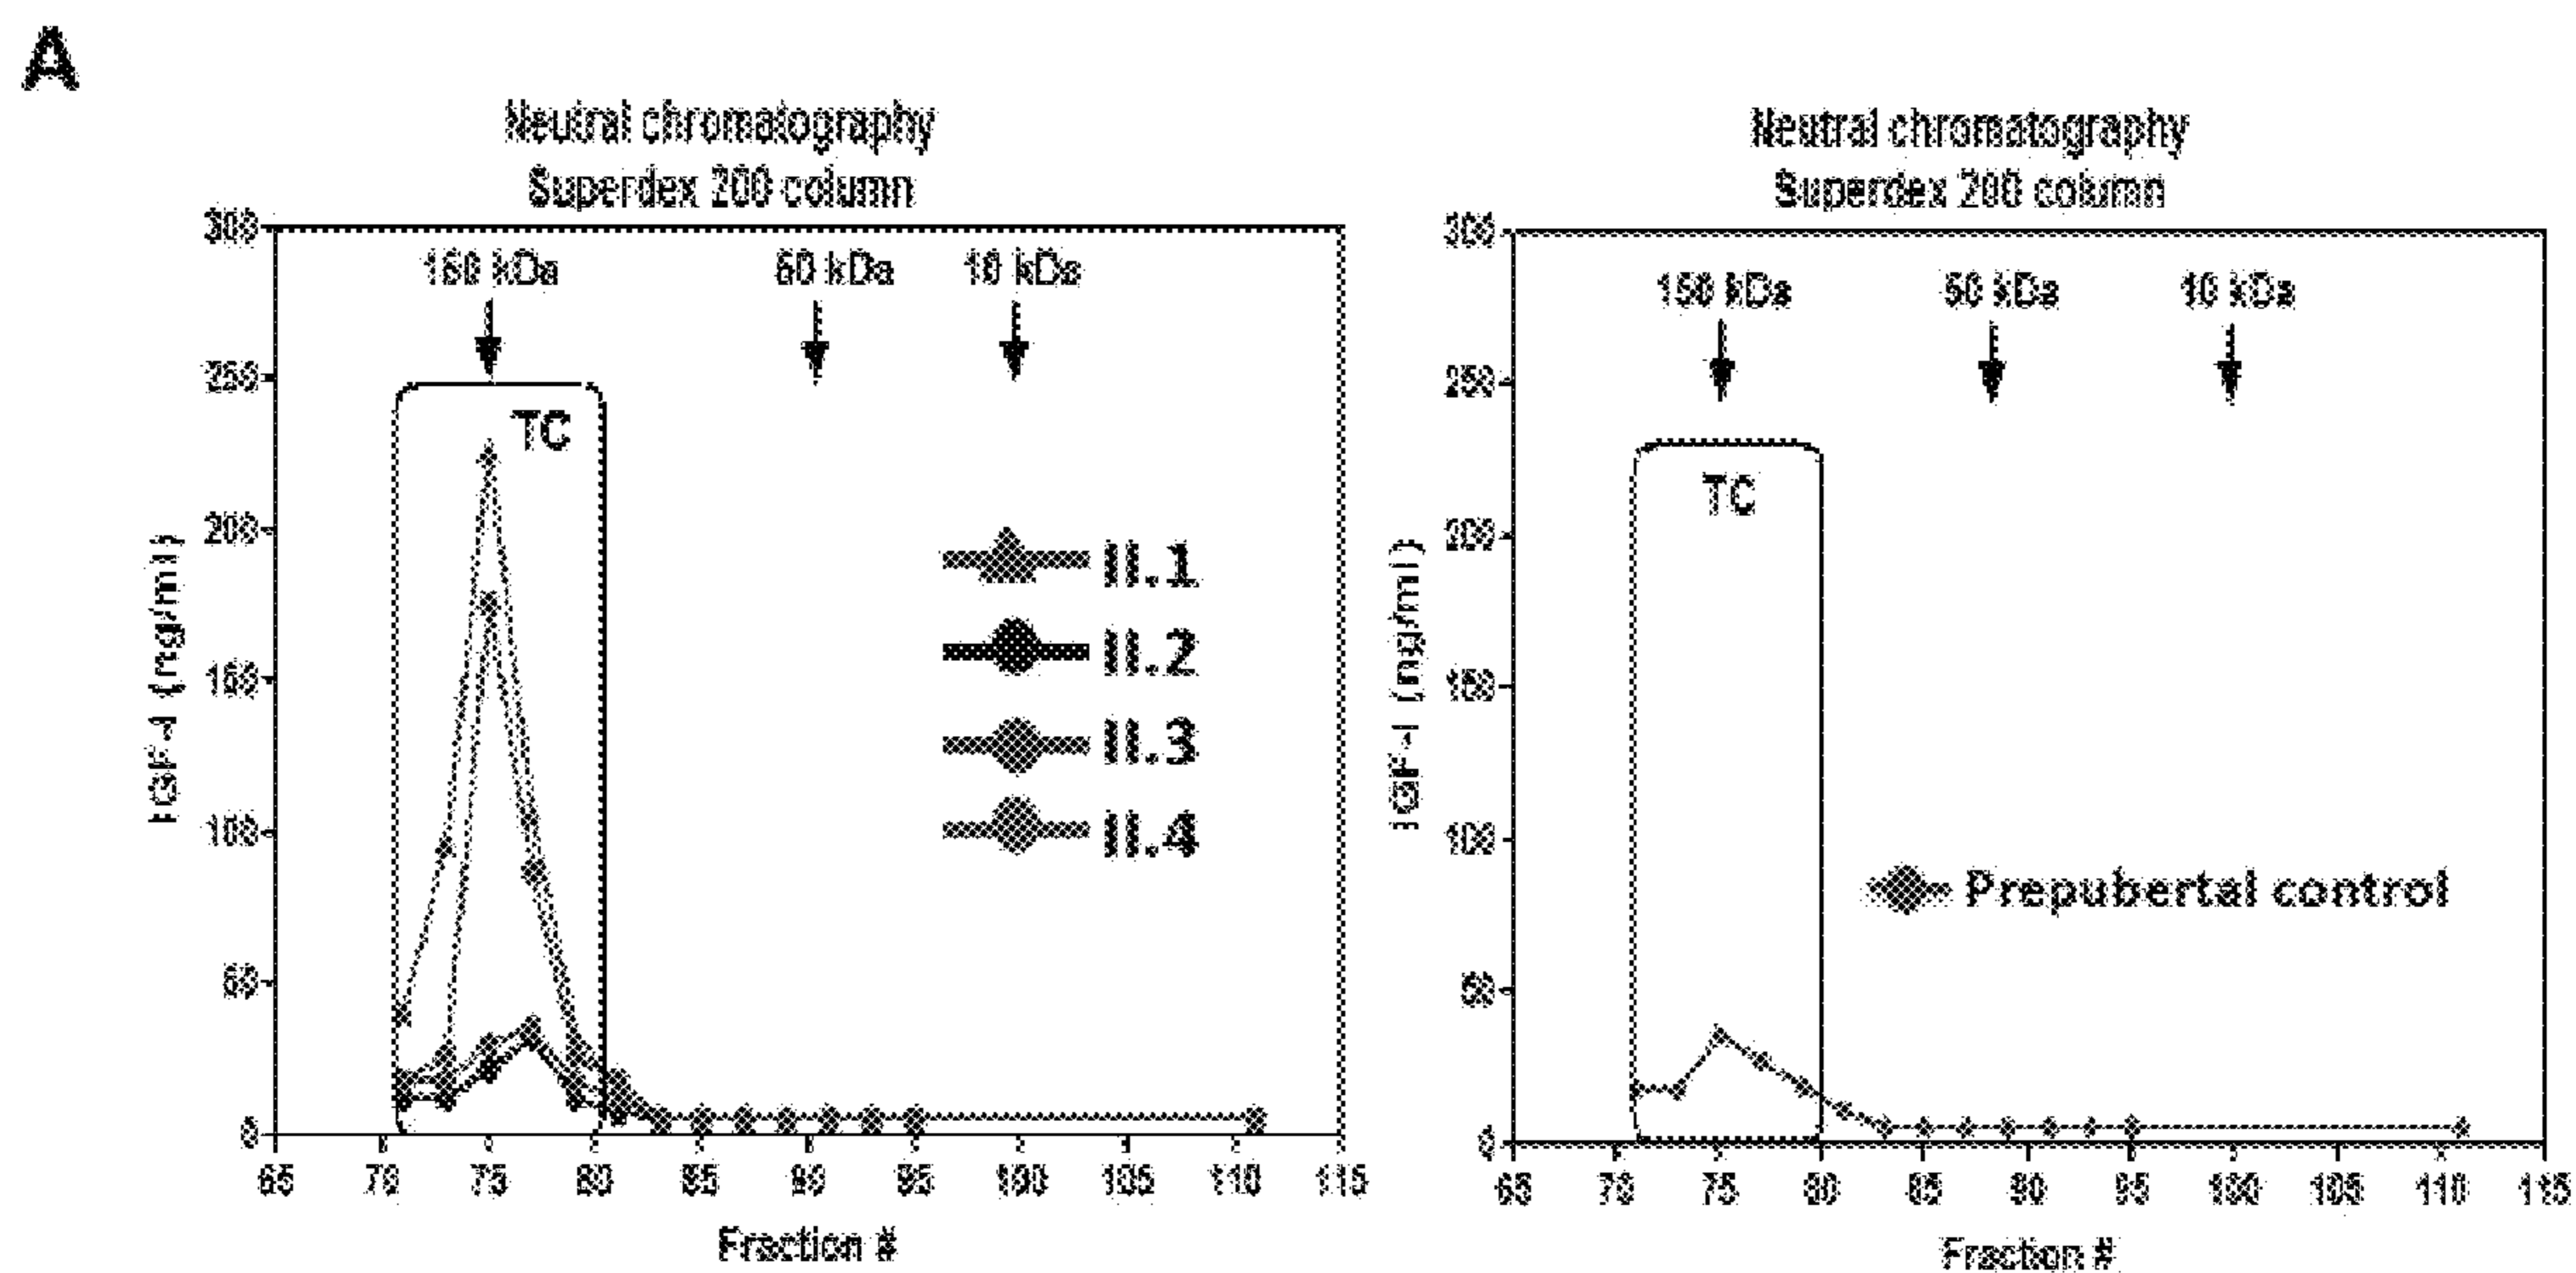 A
Neutral chromatography
Superdex 200 column
300
150 kDa
60 kDa
10 kDa
250
TC
200
150
100
50
0
II.1
II.2
II.3
II.4
IGF-I (ng/ml)
65 70 75 80 85 90 95 100 105 110 115
Fraction #
Neutral chromatography
Superdex 200 column
300
150 kDa
50 kDa
10 kDa
250
TC
200
150
100
50
0
Prepubertal control
IGF-I (ng/ml)
65 70 75 80 85 90 95 100 105 110 115
Fraction #